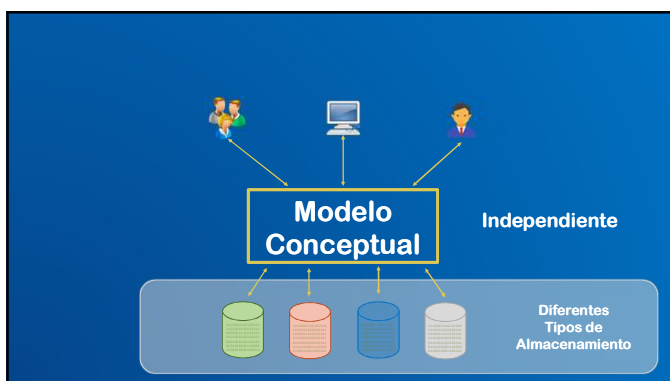 Modelo
Conceptual
Independiente
Diferentes
Tipos de
Almacenamiento